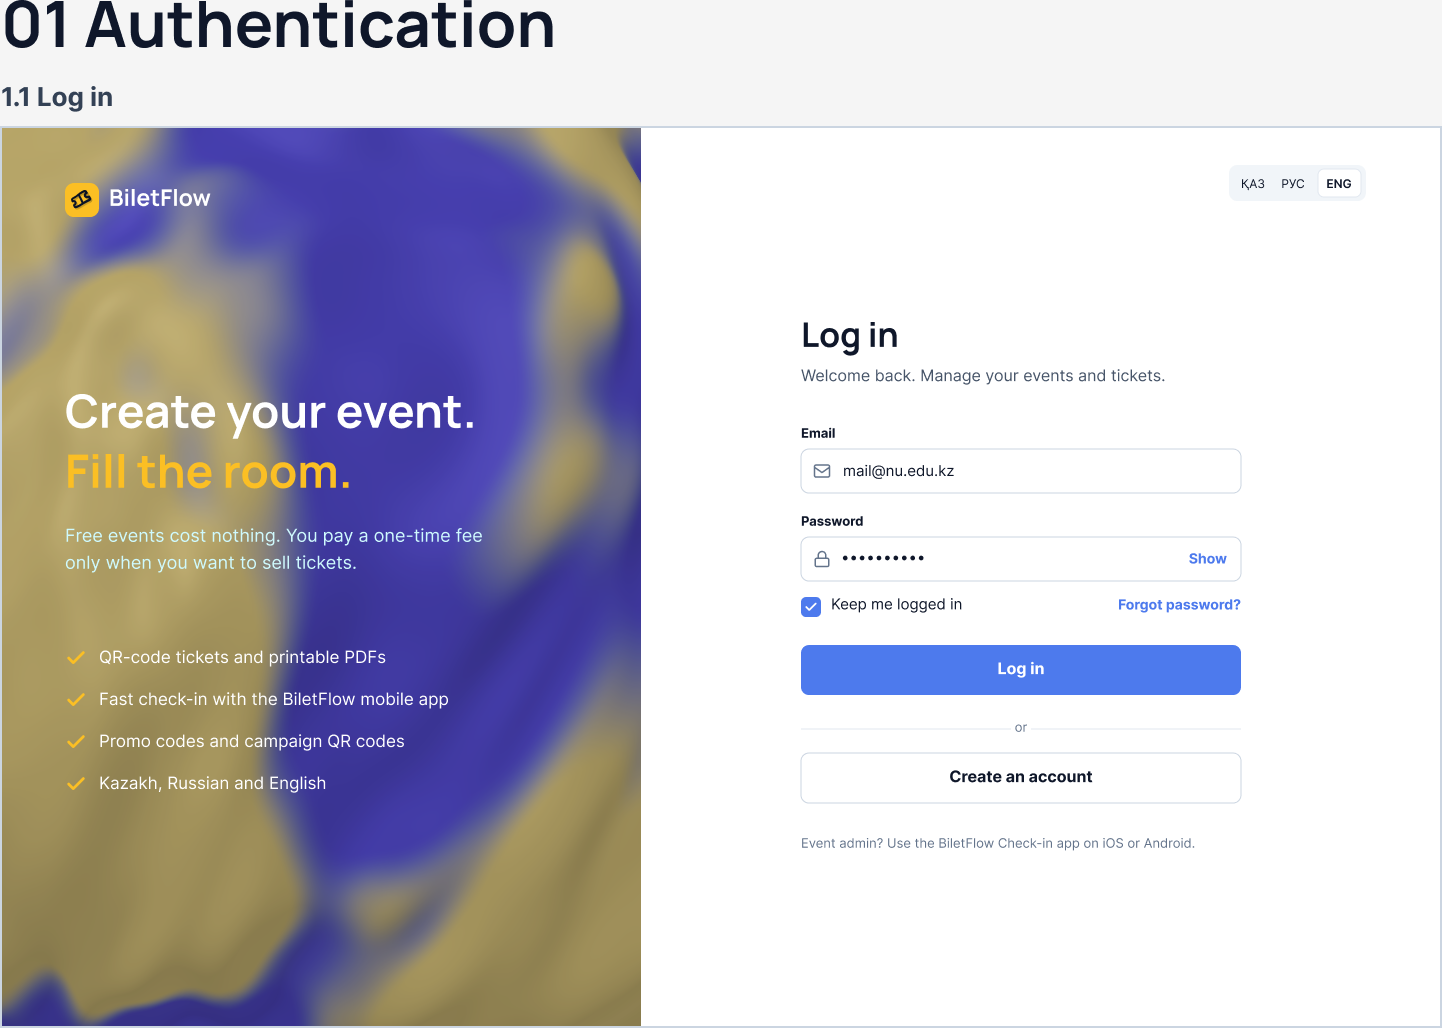 01 Authentication
1.1 Log in
BiletFlow
Create your event.
Fill the room.
Free events cost nothing. You pay a one-time fee
only when you want to sell tickets.
QR-code tickets and printable PDFs
Fast check-in with the BiletFlow mobile app
Promo codes and campaign QR codes
Kazakh, Russian and English
ҚАЗ РУС ENG
Log in
Welcome back. Manage your events and tickets.
Email
mail@nu.edu.kz
Password
•••••••••• Show
Keep me logged in Forgot password?
Log in
or
Create an account
Event admin? Use the BiletFlow Check-in app on iOS or Android.